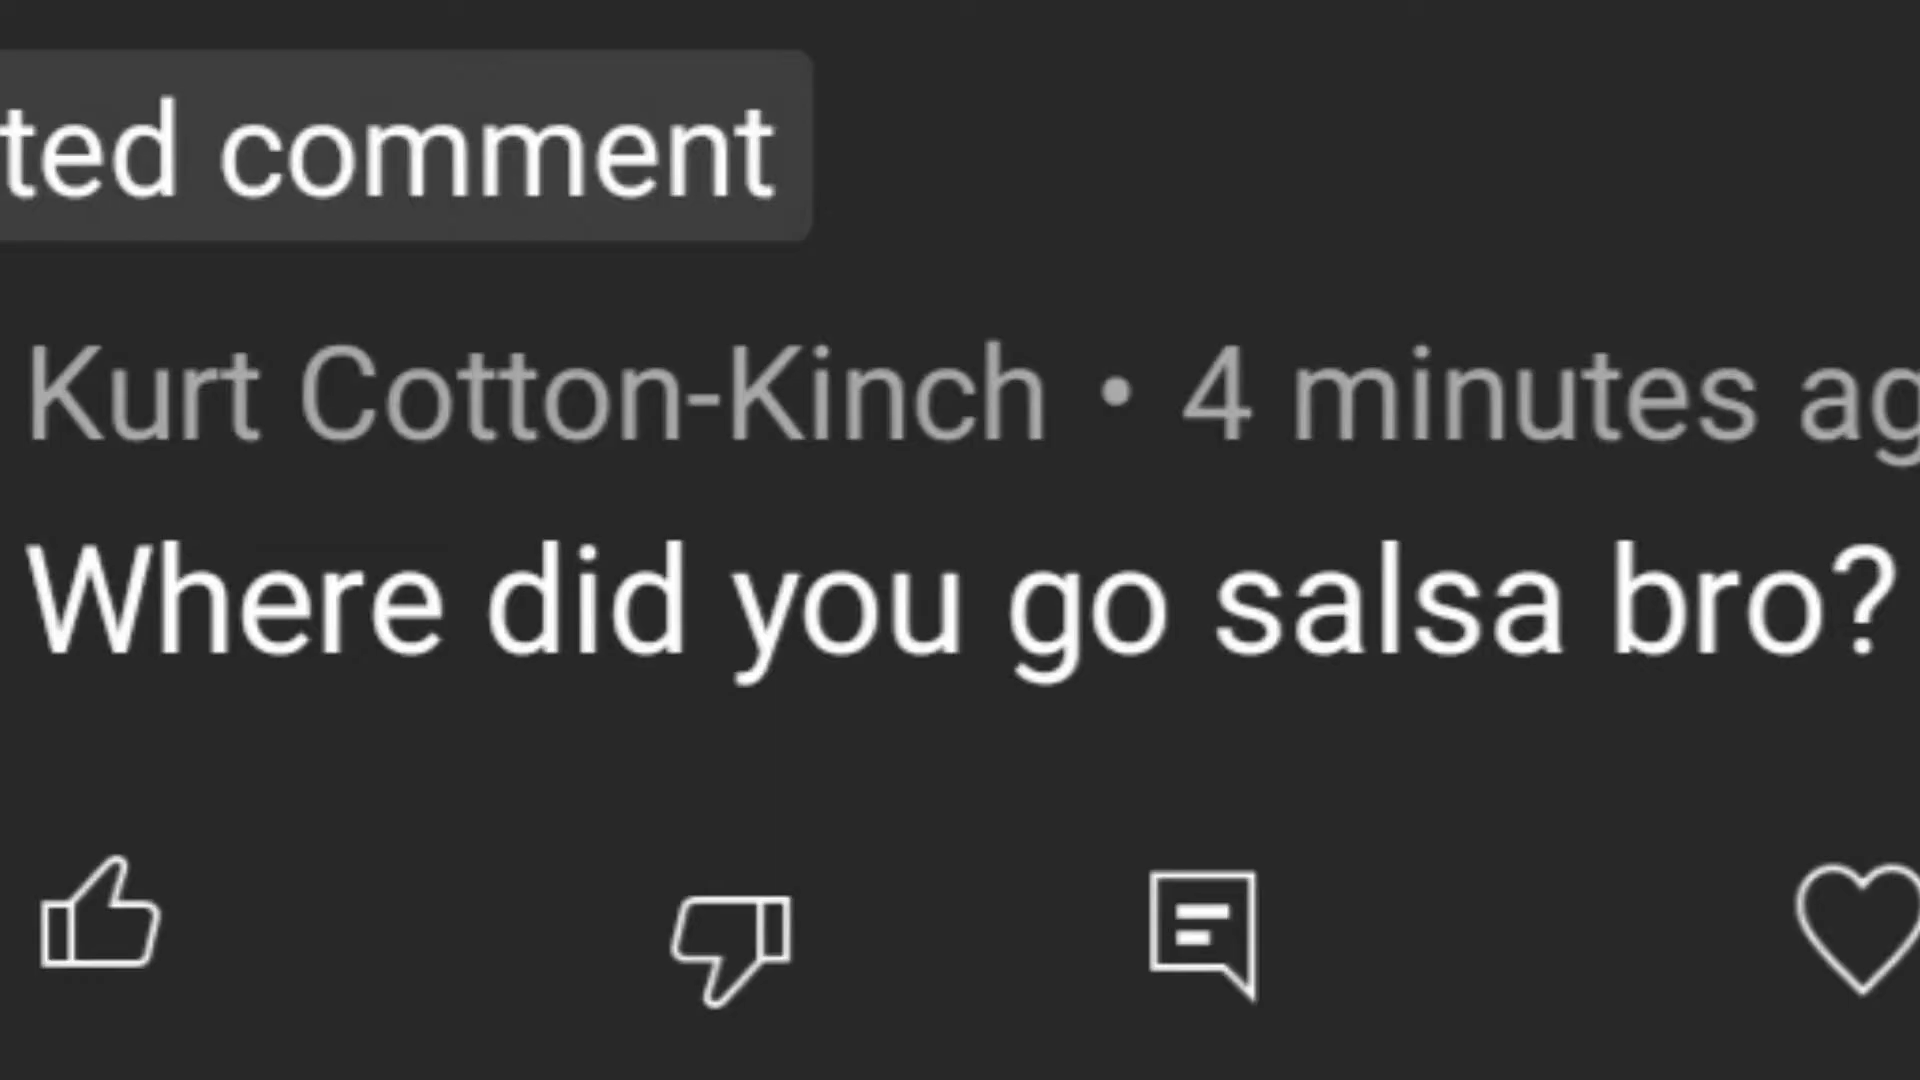 ted comment
Kurt Cotton-Kinch • 4 minutes ag
Where did you go salsa bro?